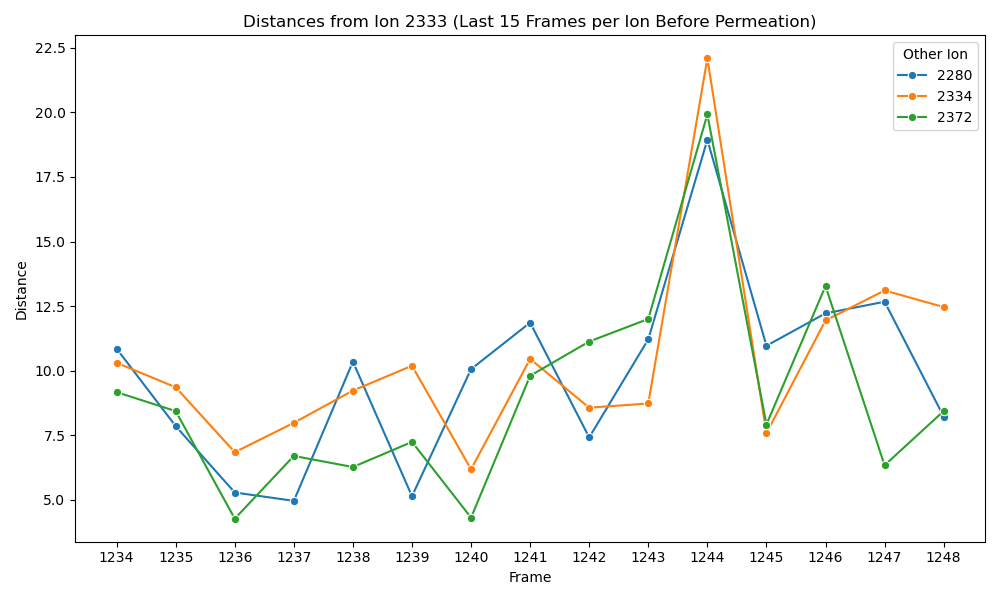 Distances from Ion 2333 (Last 15 Frames per Ion Before Permeation)
22.5
20.0
17.5
15.0
12.5
10.0
7.5
5.0
Distance
Other Ion
2280
2334
2372
1234 1235 1236 1237 1238 1239 1240 1241 1242 1243 1244 1245 1246 1247 1248
Frame